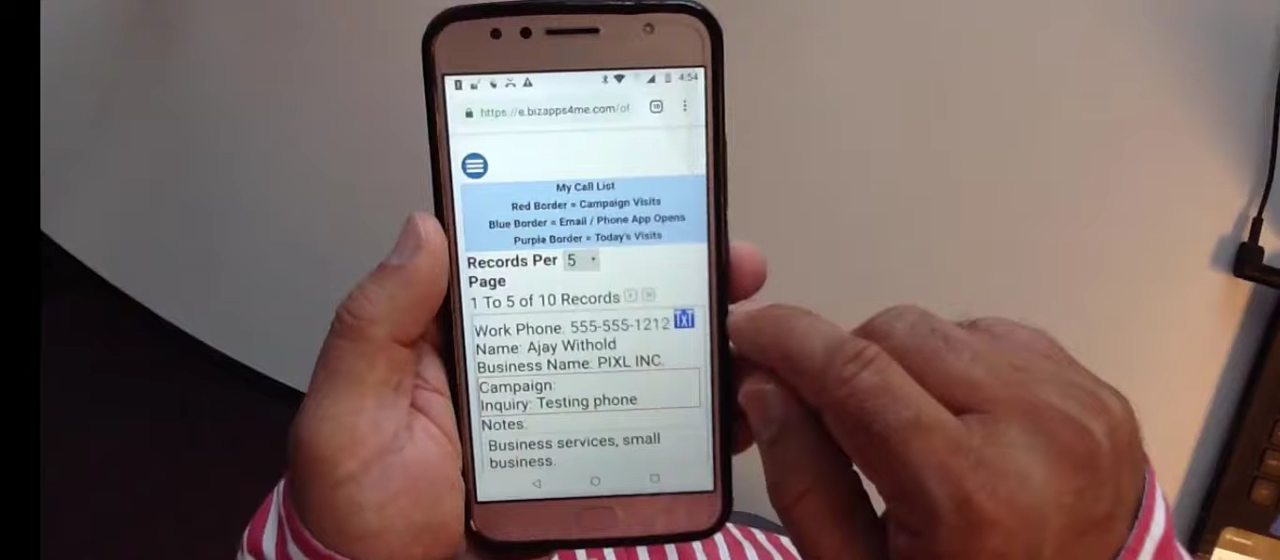 4:54
https://e.bizapps4me.com/of
My Call List
Red Border = Campaign Visits
Blue Border = Email / Phone App Opens
Purple Border = Today's Visits
Records Per 5
Page
1 To 5 of 10 Records
Work Phone: 555-555-1212 TXT
Name: Ajay Withold
Business Name: PIXL INC.
Campaign:
Inquiry: Testing phone
Notes:
Business services, small
business.